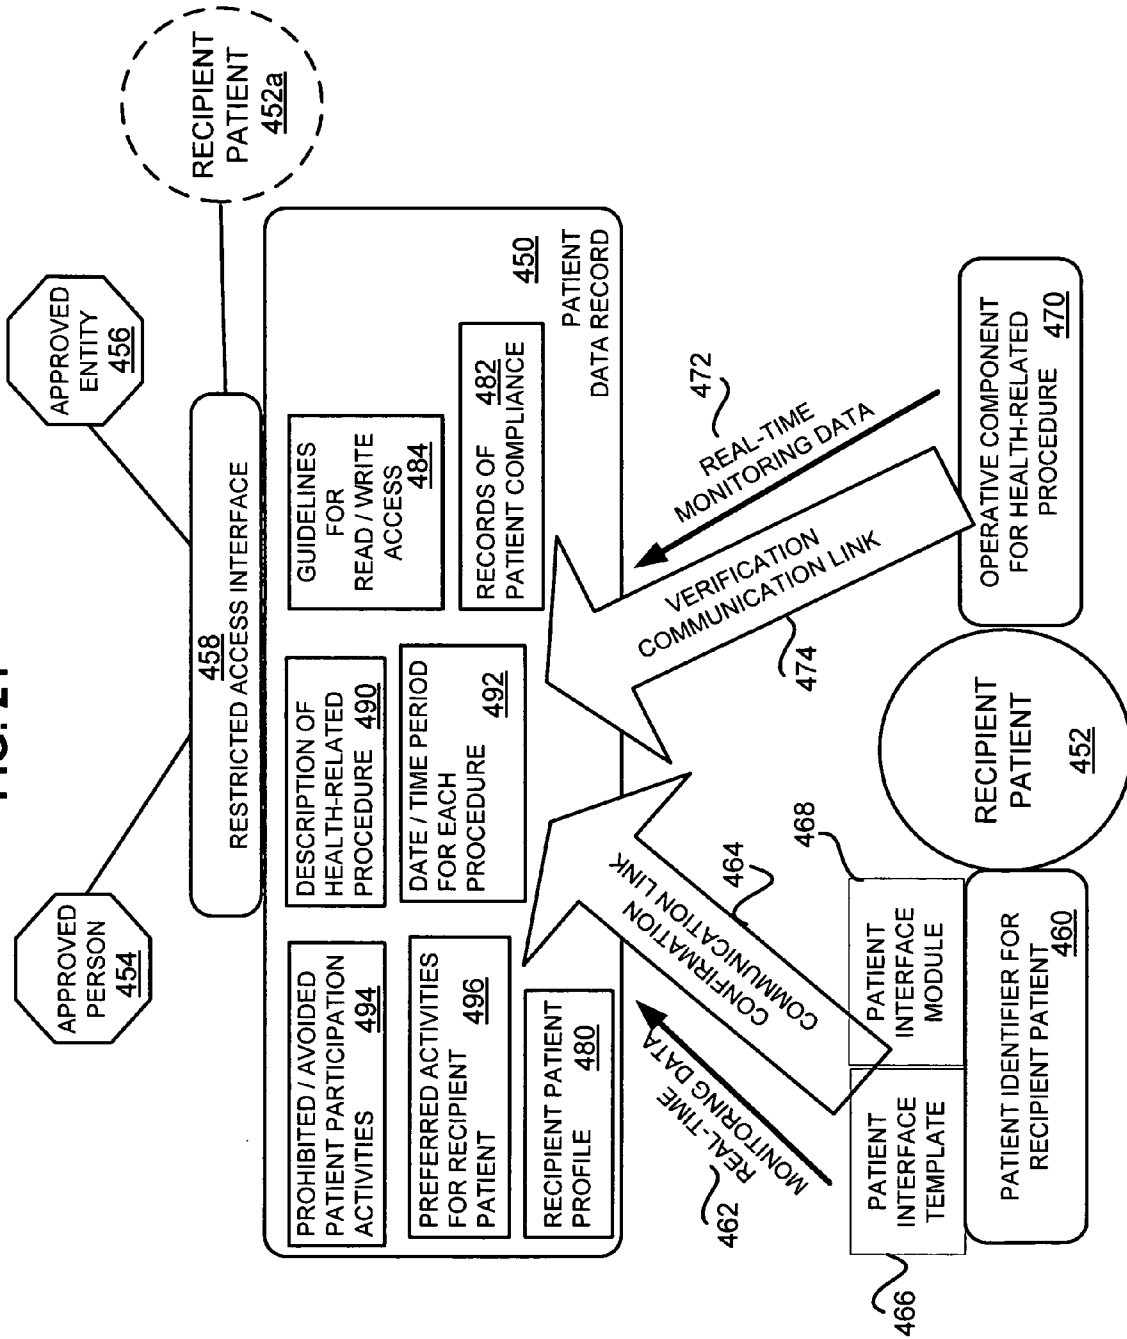 FIG.
APPROVED
PERSON
454
APPROVED
ENTITY
456
RECIPIENT
PATIENT
452a
458
RESTRICTED ACCESS INTERFACE
PROHIBITED / AVOIDED
PATIENT PARTICIPATION
ACTIVITIES 494
DESCRIPTION OF
HEALTH-RELATED
PROCEDURE 490
GUIDELINES
FOR
READ / WRITE
ACCESS
484
PREFERRED ACTIVITIES
FOR RECIPIENT
PATIENT 496
DATE / TIME PERIOD
FOR EACH
PROCEDURE 492
RECORDS OF 482
PATIENT COMPLIANCE
450
PATIENT
DATA RECORD
RECIPIENT PATIENT
PROFILE 480
462
REAL-TIME
MONITORING DATA
CONFIRMATION
COMMUNICATION LINK
464
VERIFICATION
COMMUNICATION LINK
474
REAL-TIME
MONITORING DATA
472
466
PATIENT
INTERFACE
TEMPLATE
PATIENT
INTERFACE
MODULE
468
PATIENT IDENTIFIER FOR
RECIPIENT PATIENT
460
RECIPIENT
PATIENT
452
OPERATIVE COMPONENT
FOR HEALTH-RELATED
PROCEDURE 470